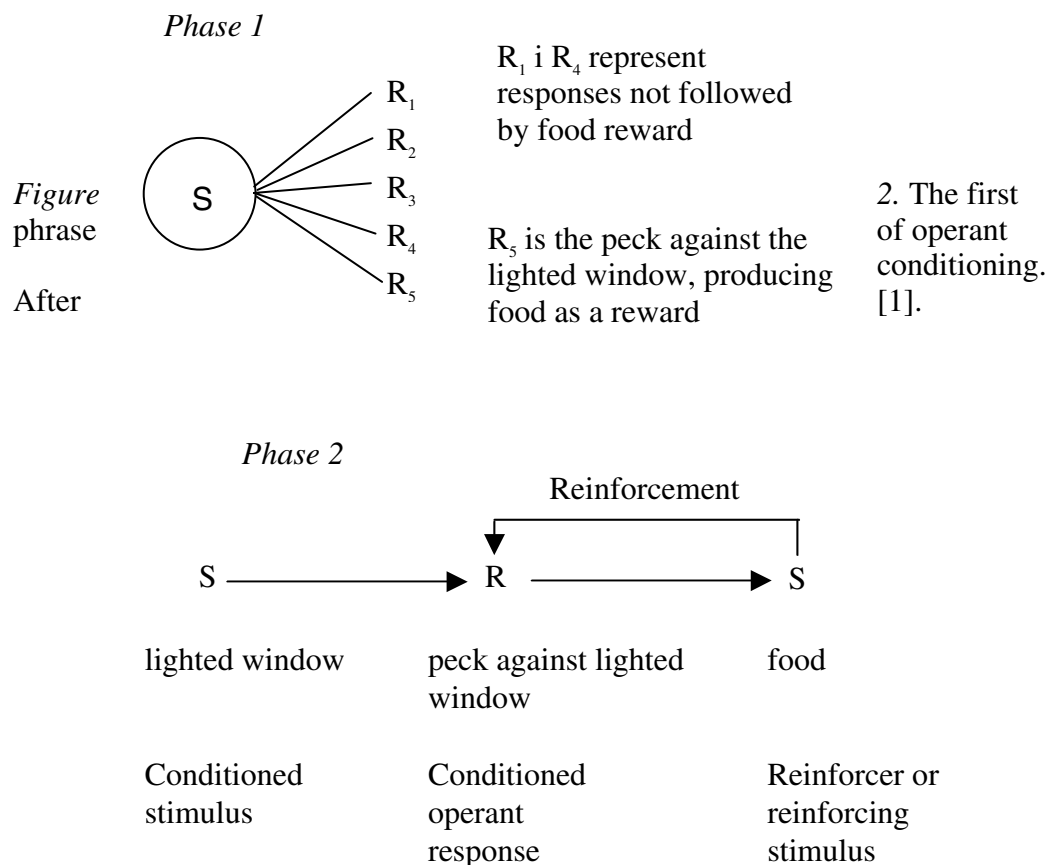 Phase 1
R₁ i R₄ represent
responses not followed
by food reward
R₁
R₂
R₃
R₄
R₅
S
Figure
phrase
After
R₅ is the peck against the
lighted window, producing
food as a reward
2. The first
of operant
conditioning.
[1].
Phase 2
Reinforcement
S
R
S
lighted window
peck against lighted
window
food
Conditioned
stimulus
Conditioned
operant
response
Reinforcer or
reinforcing
stimulus